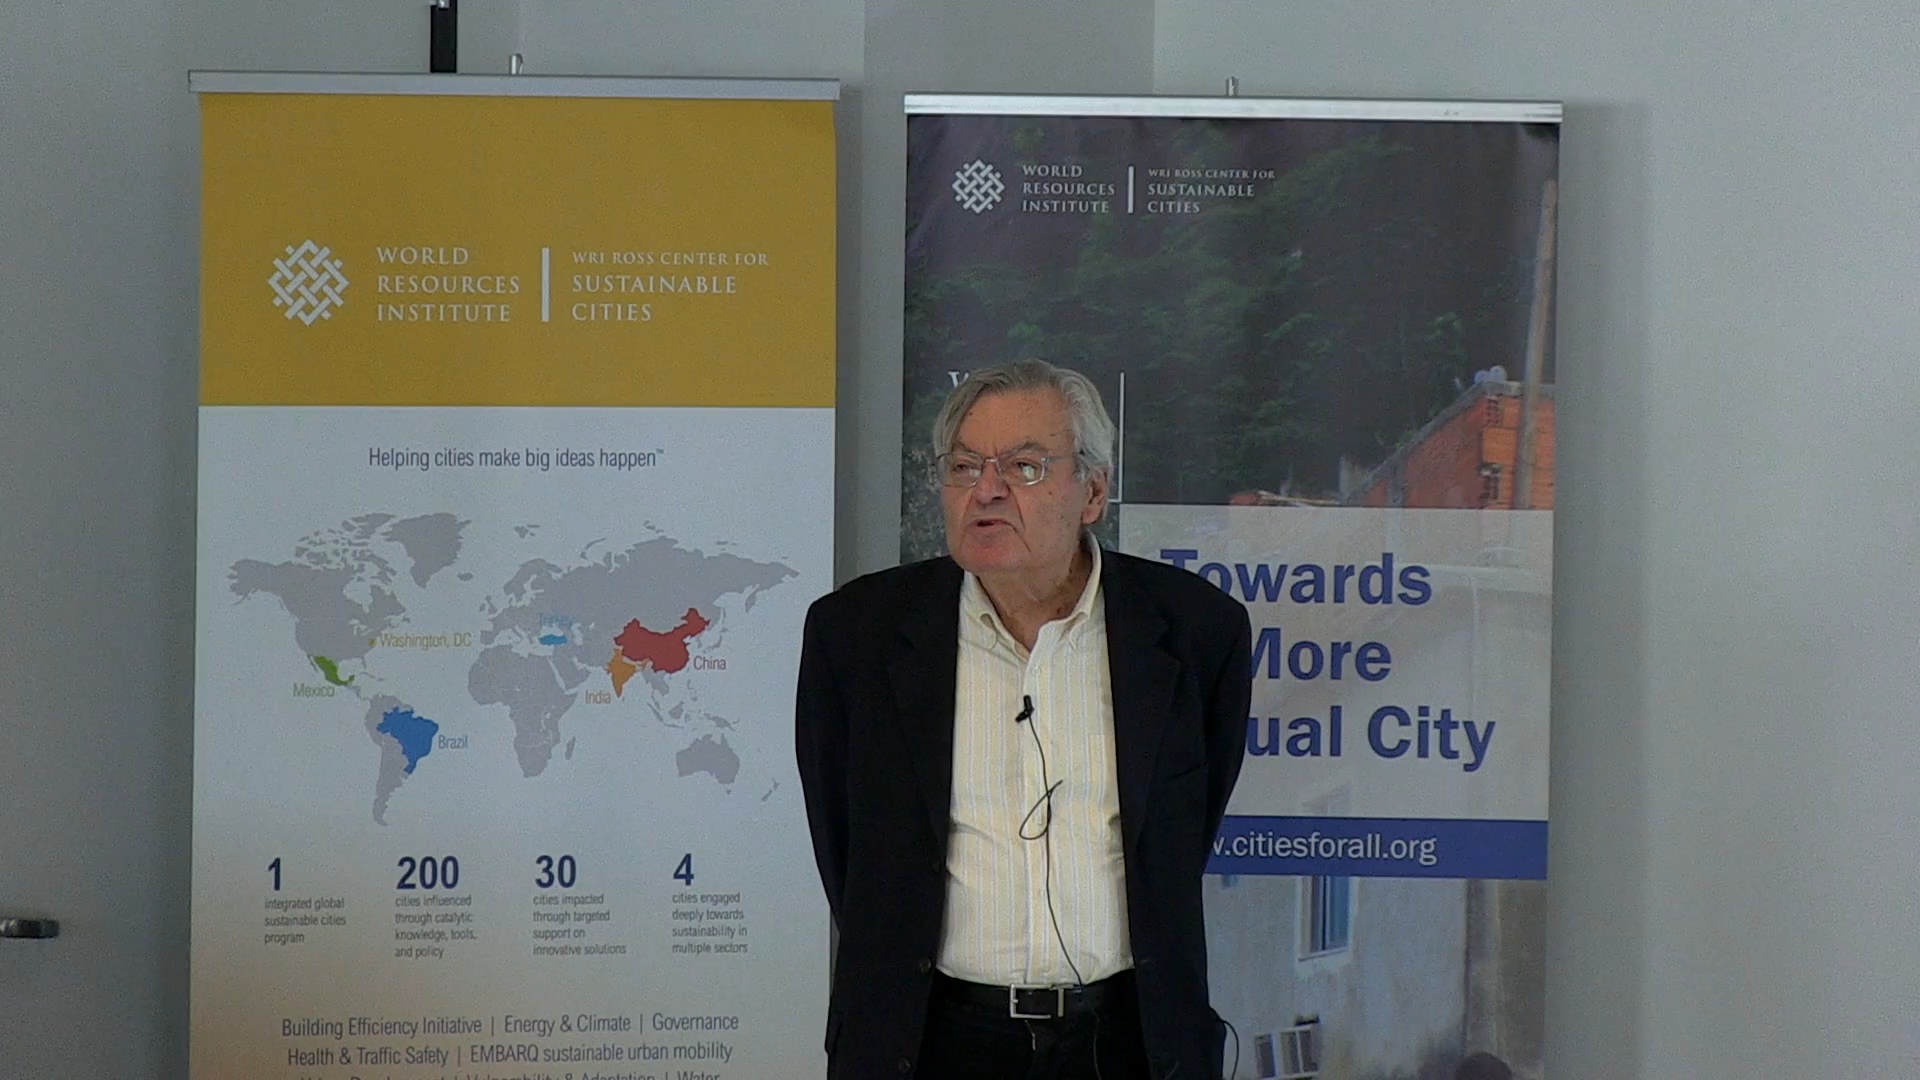 WORLD
RESOURCES
INSTITUTE
WRI ROSS CENTER FOR
SUSTAINABLE
CITIES
Helping cities make big ideas happen™
Turkey
Washington, DC
China
Mexico
India
Brazil
1
integrated global
sustainable cities
program
200
cities influenced
through catalytic
knowledge, tools,
and policy
30
cities impacted
through targeted
support on
innovative solutions
4
cities engaged
deeply towards
sustainability in
multiple sectors
Building Efficiency Initiative | Energy & Climate | Governance
Health & Traffic Safety | EMBARQ sustainable urban mobility
Vulnerability & Adaptation | Water
WORLD
RESOURCES
INSTITUTE
WRI ROSS CENTER FOR
SUSTAINABLE
CITIES
Towards
More
ual City
.citiesforall.org